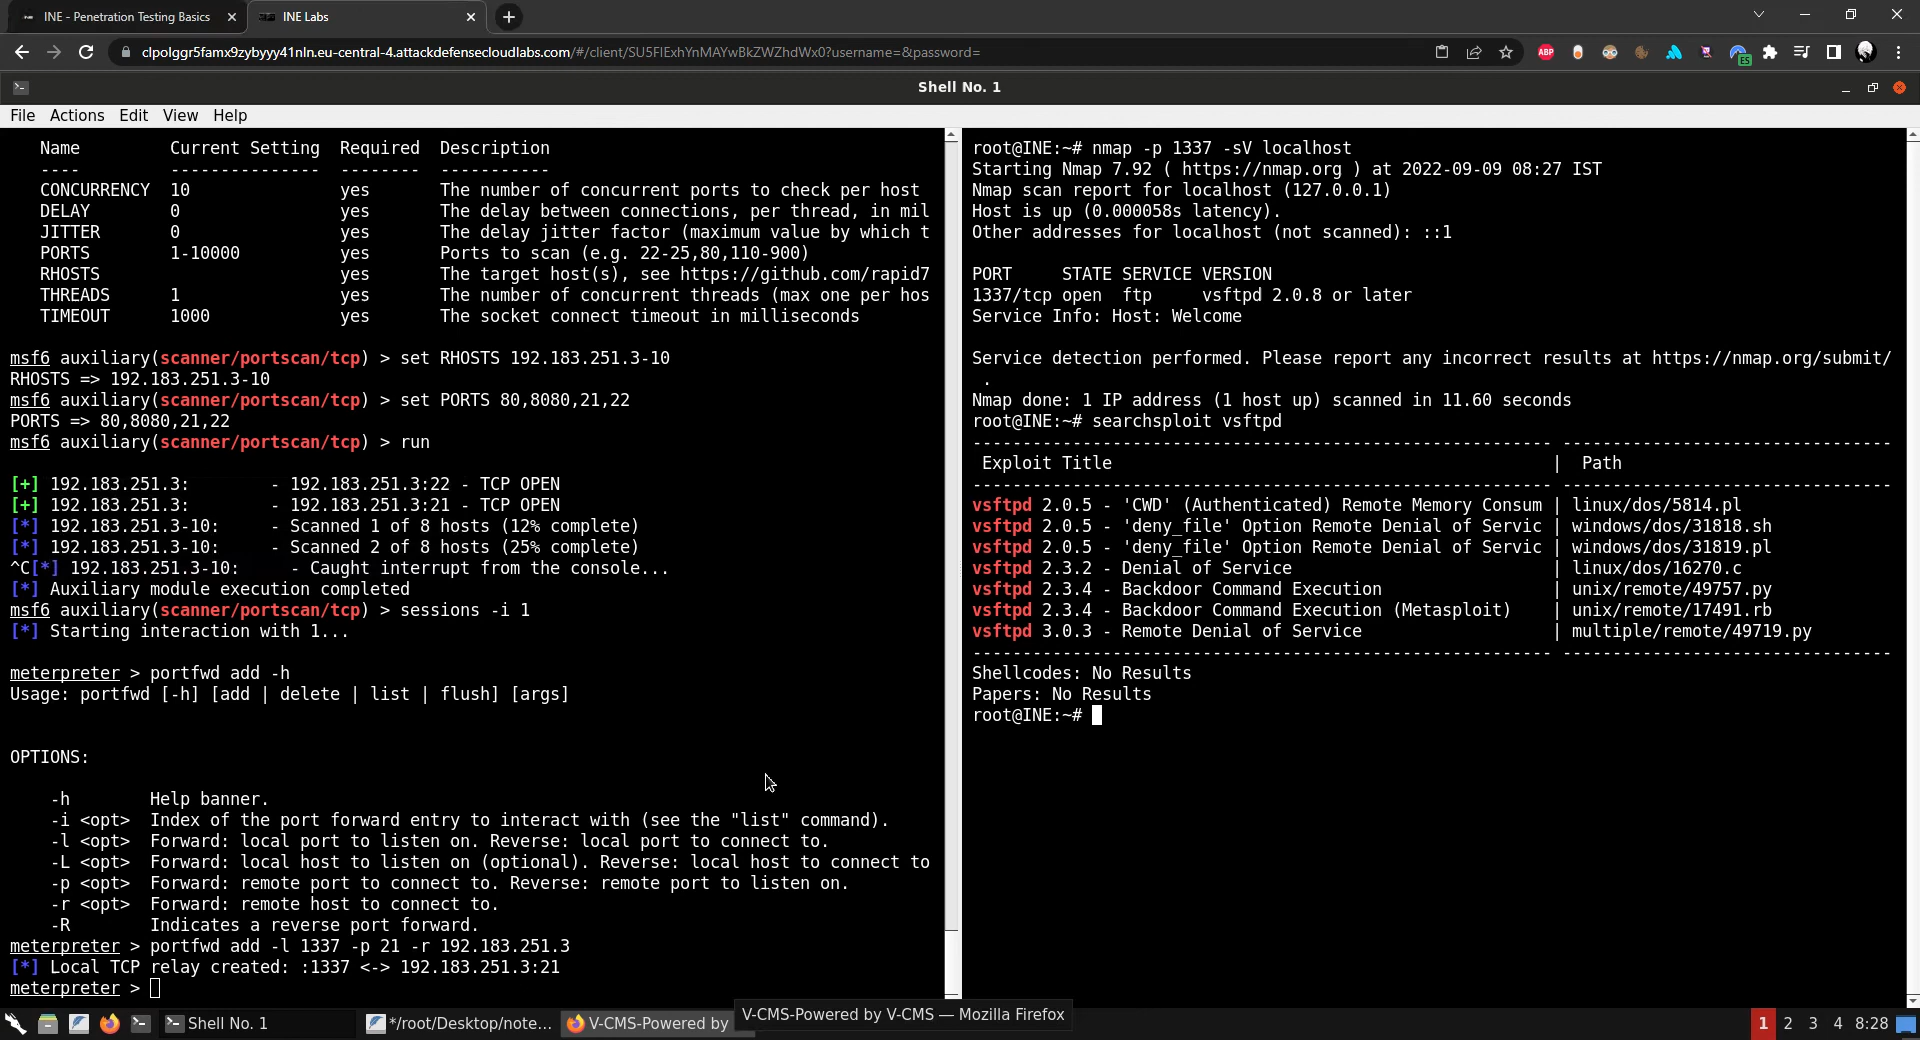 INE - Penetration Testing Basics
INE Labs
clpolggr5famx9zybyyy41nln.eu-central-4.attackdefensecloudlabs.com/#/client/SU5FIExhYnMAYwBkZWZhdWx0?username=&password=
ABP
ES
Shell No. 1
File Actions Edit View Help
Name Current Setting Required Description
---- --------------- -------- -----------
CONCURRENCY 10 yes The number of concurrent ports to check per host
DELAY 0 yes The delay between connections, per thread, in mil
JITTER 0 yes The delay jitter factor (maximum value by which t
PORTS 1-10000 yes Ports to scan (e.g. 22-25,80,110-900)
RHOSTS yes The target host(s), see https://github.com/rapid7
THREADS 1 yes The number of concurrent threads (max one per hos
TIMEOUT 1000 yes The socket connect timeout in milliseconds
msf6 auxiliary(scanner/portscan/tcp) > set RHOSTS 192.183.251.3-10
RHOSTS => 192.183.251.3-10
msf6 auxiliary(scanner/portscan/tcp) > set PORTS 80,8080,21,22
PORTS => 80,8080,21,22
msf6 auxiliary(scanner/portscan/tcp) > run
[+] 192.183.251.3: - 192.183.251.3:22 - TCP OPEN
[+] 192.183.251.3: - 192.183.251.3:21 - TCP OPEN
[*] 192.183.251.3-10: - Scanned 1 of 8 hosts (12% complete)
[*] 192.183.251.3-10: - Scanned 2 of 8 hosts (25% complete)
^C[*] 192.183.251.3-10: - Caught interrupt from the console...
[*] Auxiliary module execution completed
msf6 auxiliary(scanner/portscan/tcp) > sessions -i 1
[*] Starting interaction with 1...
meterpreter > portfwd add -h
Usage: portfwd [-h] [add | delete | list | flush] [args]
OPTIONS:
-h Help banner.
-i <opt> Index of the port forward entry to interact with (see the "list" command).
-l <opt> Forward: local port to listen on. Reverse: local port to connect to.
-L <opt> Forward: local host to listen on (optional). Reverse: local host to connect to
-p <opt> Forward: remote port to connect to. Reverse: remote port to listen on.
-r <opt> Forward: remote host to connect to.
-R Indicates a reverse port forward.
meterpreter > portfwd add -l 1337 -p 21 -r 192.183.251.3
[*] Local TCP relay created: :1337 <-> 192.183.251.3:21
meterpreter >
root@INE:~# nmap -p 1337 -sV localhost
Starting Nmap 7.92 ( https://nmap.org ) at 2022-09-09 08:27 IST
Nmap scan report for localhost (127.0.0.1)
Host is up (0.000058s latency).
Other addresses for localhost (not scanned): ::1
PORT STATE SERVICE VERSION
1337/tcp open ftp vsftpd 2.0.8 or later
Service Info: Host: Welcome
Service detection performed. Please report any incorrect results at https://nmap.org/submit/
.
Nmap done: 1 IP address (1 host up) scanned in 11.60 seconds
root@INE:~# searchsploit vsftpd
Exploit Title | Path
vsftpd 2.0.5 - 'CWD' (Authenticated) Remote Memory Consum | linux/dos/5814.pl
vsftpd 2.0.5 - 'deny_file' Option Remote Denial of Servic | windows/dos/31818.sh
vsftpd 2.0.5 - 'deny_file' Option Remote Denial of Servic | windows/dos/31819.pl
vsftpd 2.3.2 - Denial of Service | linux/dos/16270.c
vsftpd 2.3.4 - Backdoor Command Execution | unix/remote/49757.py
vsftpd 2.3.4 - Backdoor Command Execution (Metasploit) | unix/remote/17491.rb
vsftpd 3.0.3 - Remote Denial of Service | multiple/remote/49719.py
Shellcodes: No Results
Papers: No Results
root@INE:~#
V-CMS-Powered by V-CMS — Mozilla Firefox
Shell No. 1
*/root/Desktop/note...
V-CMS-Powered by
1 2 3 4 8:28